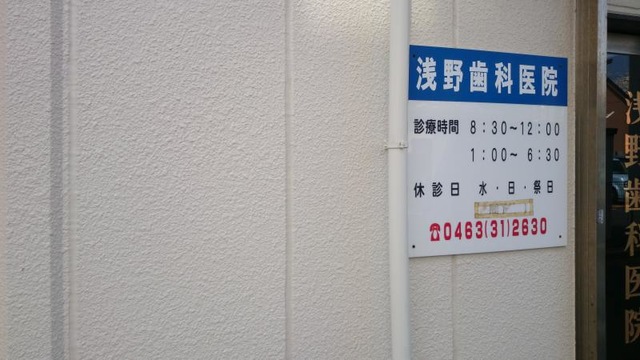 浅野歯科医院
診療時間 8:30～12:00
1:00～ 6:30
休診日 水・日・祭日
☎0463(31)2630
浅野歯科医院